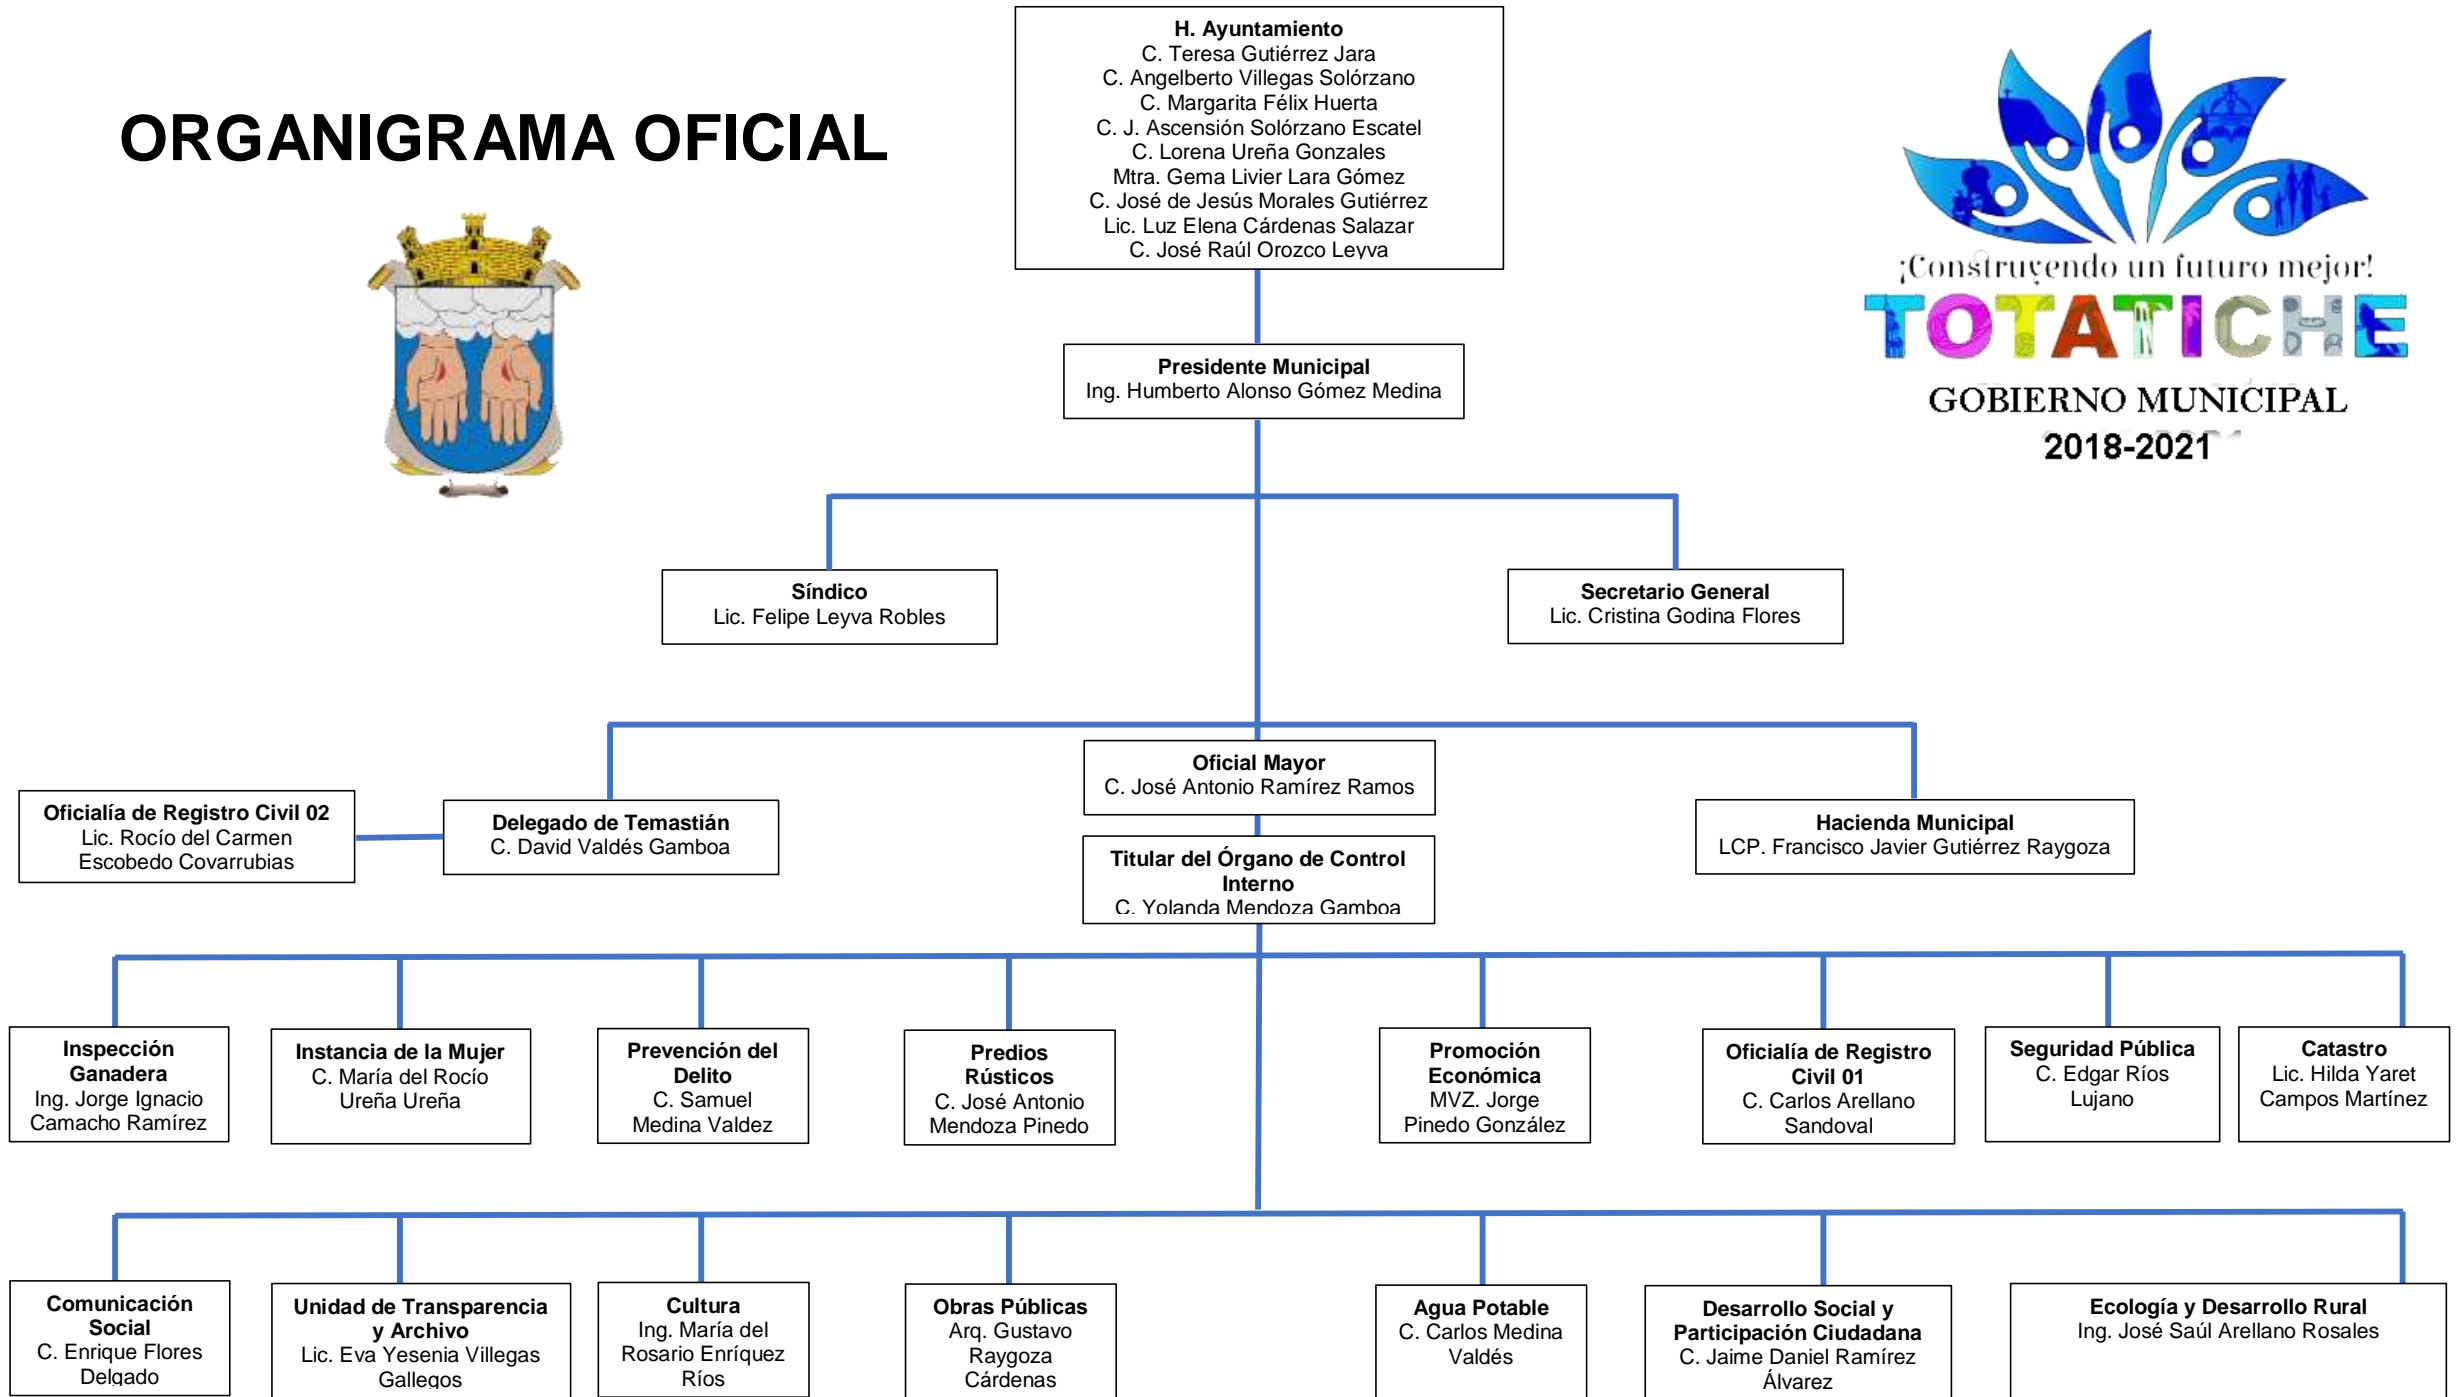 H. Ayuntamiento
C. Teresa Gutiérrez Jara
C. Angelberto Villegas Solórzano
C. Margarita Félix Huerta
C. J. Ascensión Solórzano Escatel
C. Lorena Ureña Gonzales
Mtra. Gema Livier Lara Gómez
C. José de Jesús Morales Gutiérrez
Lic. Luz Elena Cárdenas Salazar
C. José Raúl Orozco Leyva
ORGANIGRAMA OFICIAL
¡Construyendo un futuro mejor!
TOTATICHE
GOBIERNO MUNICIPAL
2018-2021
Presidente Municipal
Ing. Humberto Alonso Gómez Medina
Síndico
Lic. Felipe Leyva Robles
Secretario General
Lic. Cristina Godina Flores
Oficial Mayor
C. José Antonio Ramírez Ramos
Oficialía de Registro Civil 02
Lic. Rocío del Carmen
Escobedo Covarrubias
Delegado de Temastián
C. David Valdés Gamboa
Titular del Órgano de Control
Interno
C. Yolanda Mendoza Gamboa
Hacienda Municipal
LCP. Francisco Javier Gutiérrez Raygoza
Inspección
Ganadera
Ing. Jorge Ignacio
Camacho Ramírez
Instancia de la Mujer
C. María del Rocío
Ureña Ureña
Prevención del
Delito
C. Samuel
Medina Valdez
Predios
Rústicos
C. José Antonio
Mendoza Pinedo
Promoción
Económica
MVZ. Jorge
Pinedo González
Oficialía de Registro
Civil 01
C. Carlos Arellano
Sandoval
Seguridad Pública
C. Edgar Ríos
Lujano
Catastro
Lic. Hilda Yaret
Campos Martínez
Comunicación
Social
C. Enrique Flores
Delgado
Unidad de Transparencia
y Archivo
Lic. Eva Yesenia Villegas
Gallegos
Cultura
Ing. María del
Rosario Enríquez
Ríos
Obras Públicas
Arq. Gustavo
Raygoza
Cárdenas
Agua Potable
C. Carlos Medina
Valdés
Desarrollo Social y
Participación Ciudadana
C. Jaime Daniel Ramírez
Álvarez
Ecología y Desarrollo Rural
Ing. José Saúl Arellano Rosales